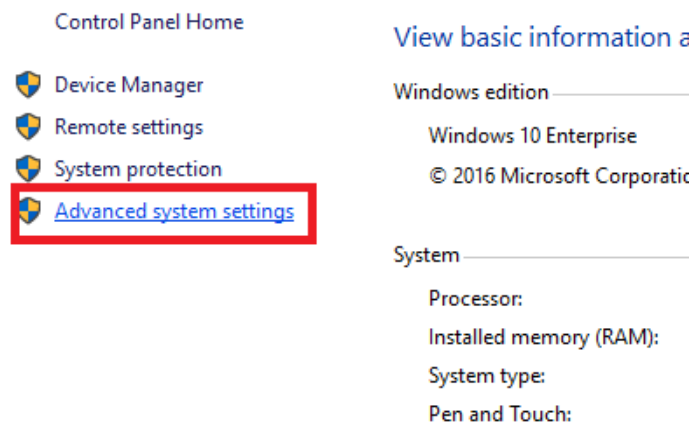 Control Panel Home
Device Manager
Remote settings
System protection
Advanced system settings
View basic information a
Windows edition
Windows 10 Enterprise
© 2016 Microsoft Corporatic
System
Processor:
Installed memory (RAM):
System type:
Pen and Touch: